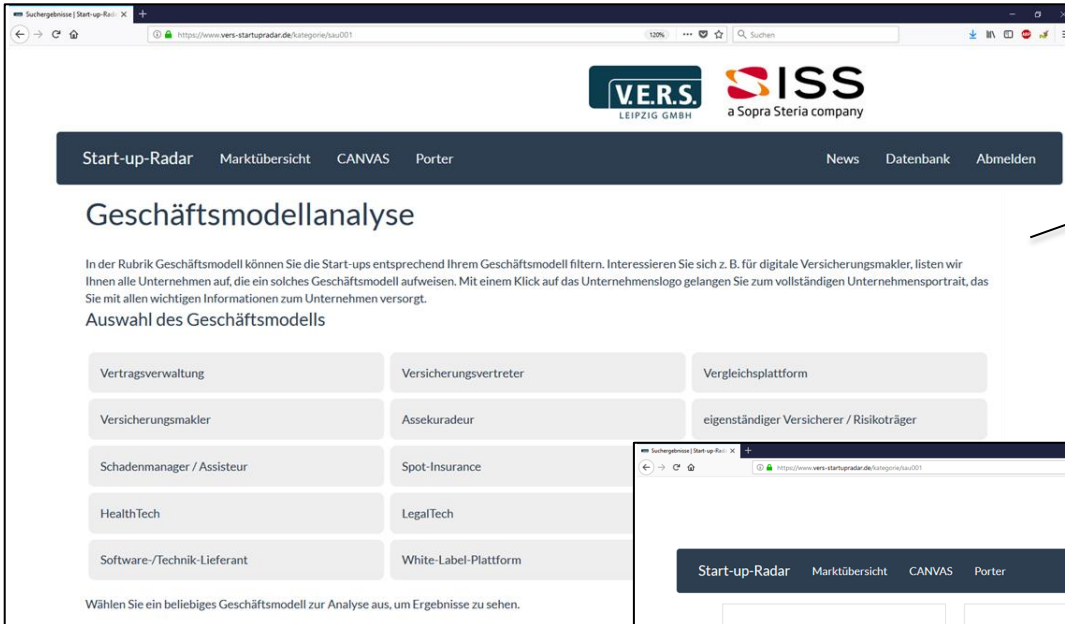 Suchergebnisse | Start-up-Rad
https://www.vers-startupradar.de/kategorie/sau001
120%
Suchen
V.E.R.S.
LEIPZIG GMBH
ISS
a Sopra Steria company
Start-up-Radar Marktübersicht CANVAS Porter News Datenbank Abmelden
Geschäftsmodellanalyse
In der Rubrik Geschäftsmodell können Sie die Start-ups entsprechend Ihrem Geschäftsmodell filtern. Interessieren Sie sich z. B. für digitale Versicherungsmakler, listen wir
Ihnen alle Unternehmen auf, die ein solches Geschäftsmodell aufweisen. Mit einem Klick auf das Unternehmenslogo gelangen Sie zum vollständigen Unternehmensportrait, das
Sie mit allen wichtigen Informationen zum Unternehmen versorgt.
Auswahl des Geschäftsmodells
Vertragsverwaltung Versicherungsvertreter Vergleichsplattform
Versicherungsmakler Assekuradeur eigenständiger Versicherer / Risikoträger
Schadenmanager / Assisteur Spot-Insurance
HealthTech LegalTech
Software-/Technik-Lieferant White-Label-Plattform
Wählen Sie ein beliebiges Geschäftsmodell zur Analyse aus, um Ergebnisse zu sehen.
Suchergebnisse | Start-up-Rad
https://www.vers-startupradar.de/kategorie/sau001
Start-up-Radar Marktübersicht CANVAS Porter